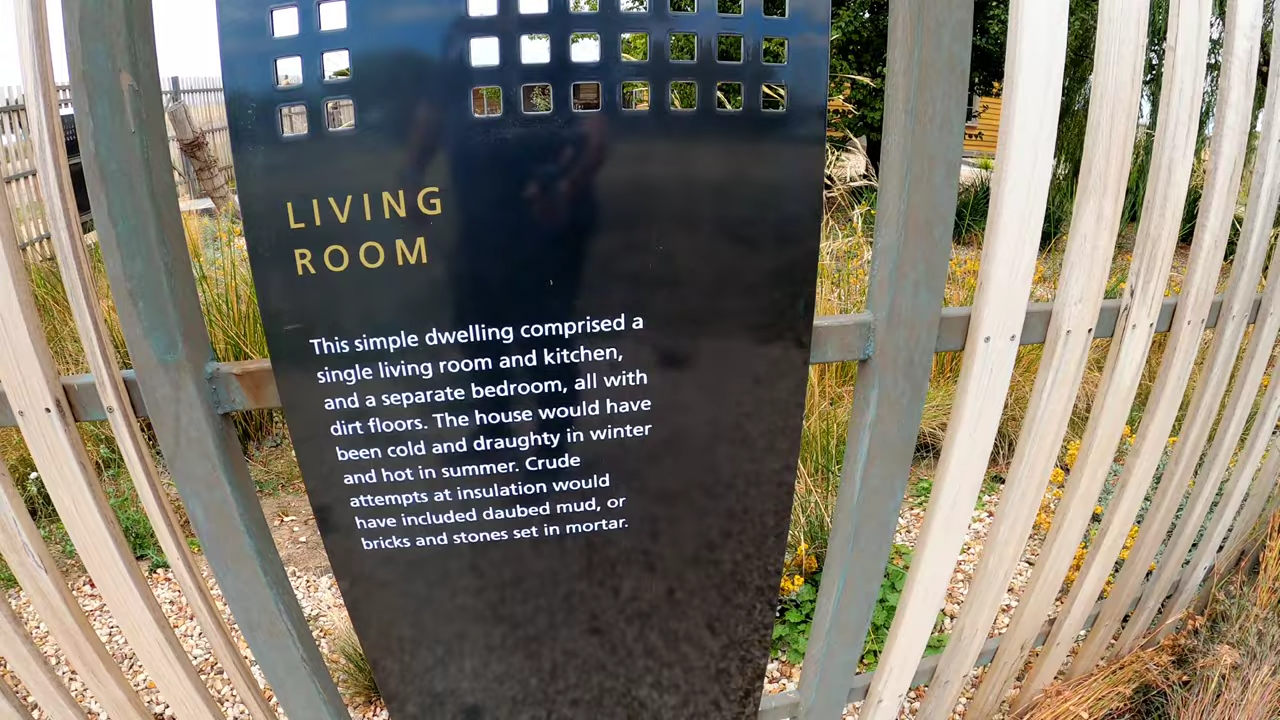 LIVING
ROOM
This simple dwelling comprised a
single living room and kitchen,
and a separate bedroom, all with
dirt floors. The house would have
been cold and draughty in winter
and hot in summer. Crude
attempts at insulation would
have included daubed mud, or
bricks and stones set in mortar.